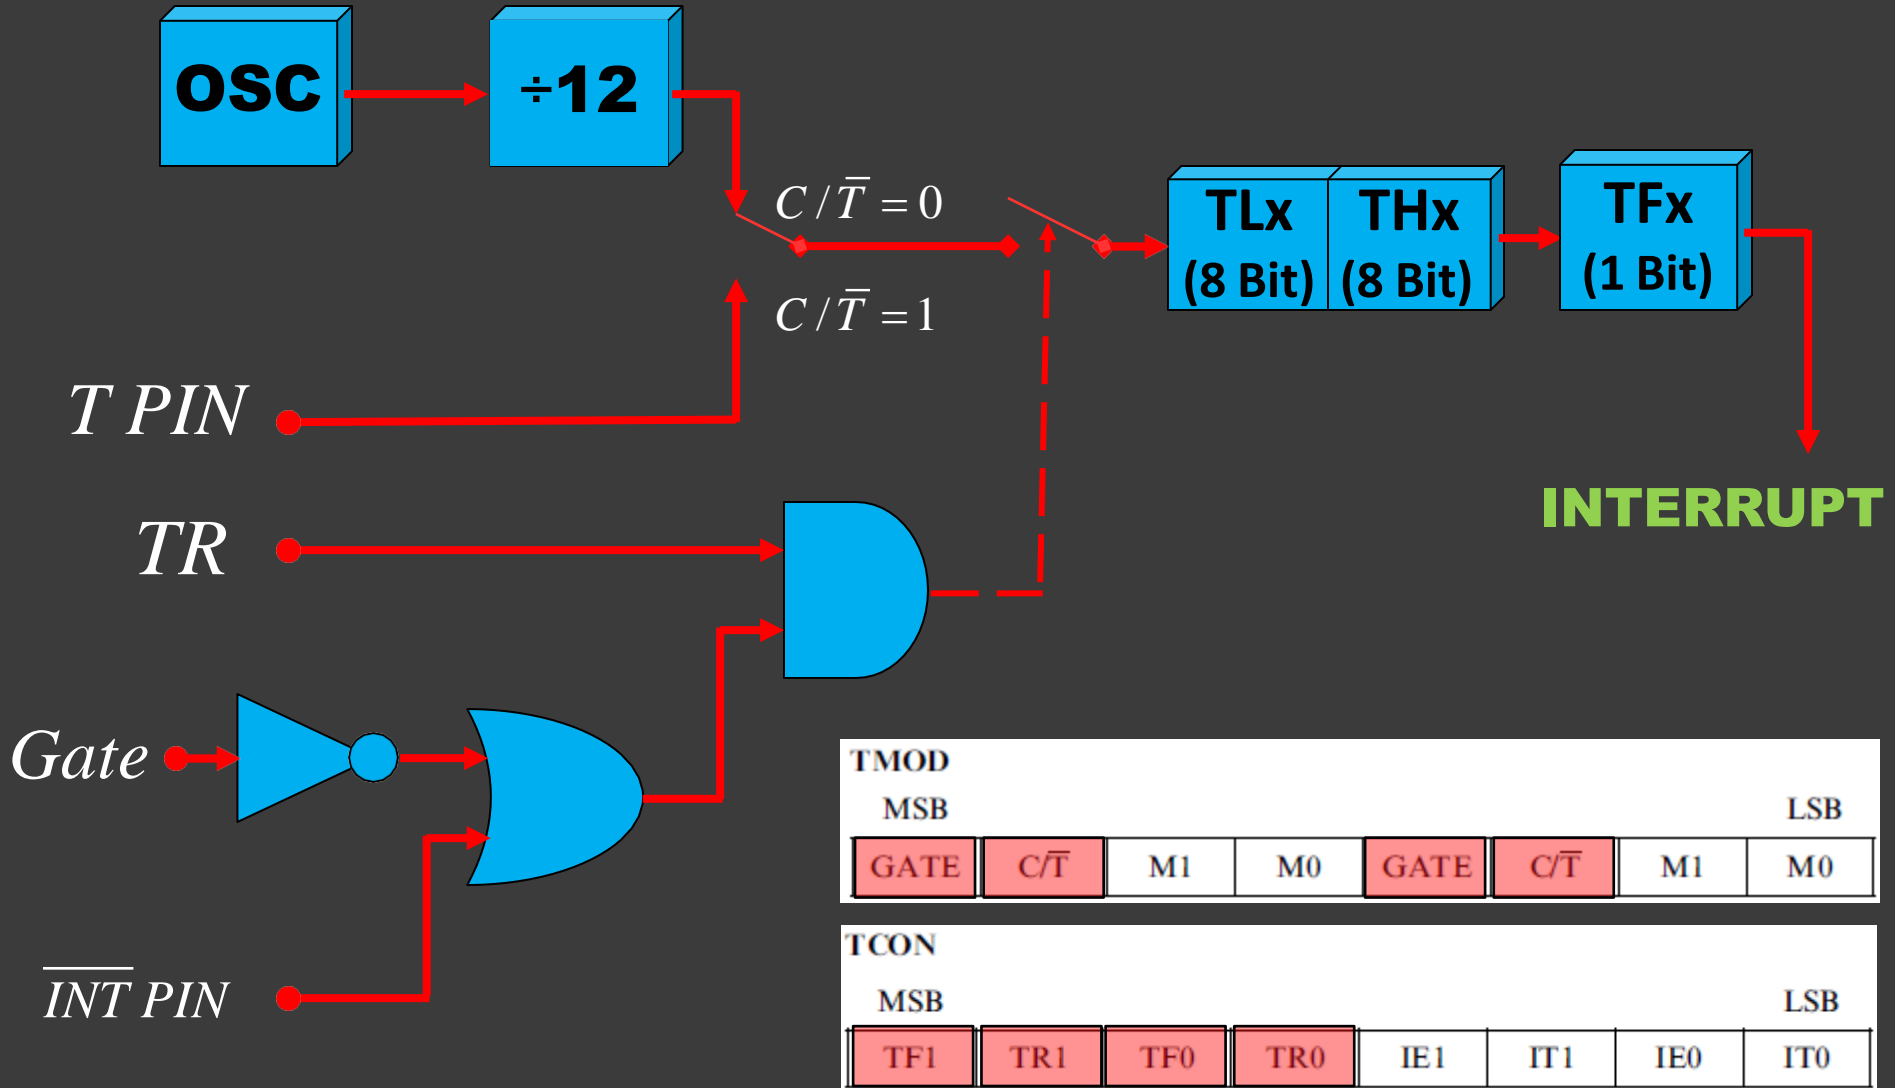 OSC
÷12
C/T̅ = 0
C/T̅ = 1
TLx
(8 Bit)
THx
(8 Bit)
TFx
(1 Bit)
T PIN
TR
INTERRUPT
Gate
I̅N̅T̅ PIN
TMOD
MSB LSB
GATE C/T̅ M1 M0 GATE C/T̅ M1 M0
TCON
MSB LSB
TF1 TR1 TF0 TR0 IE1 IT1 IE0 IT0